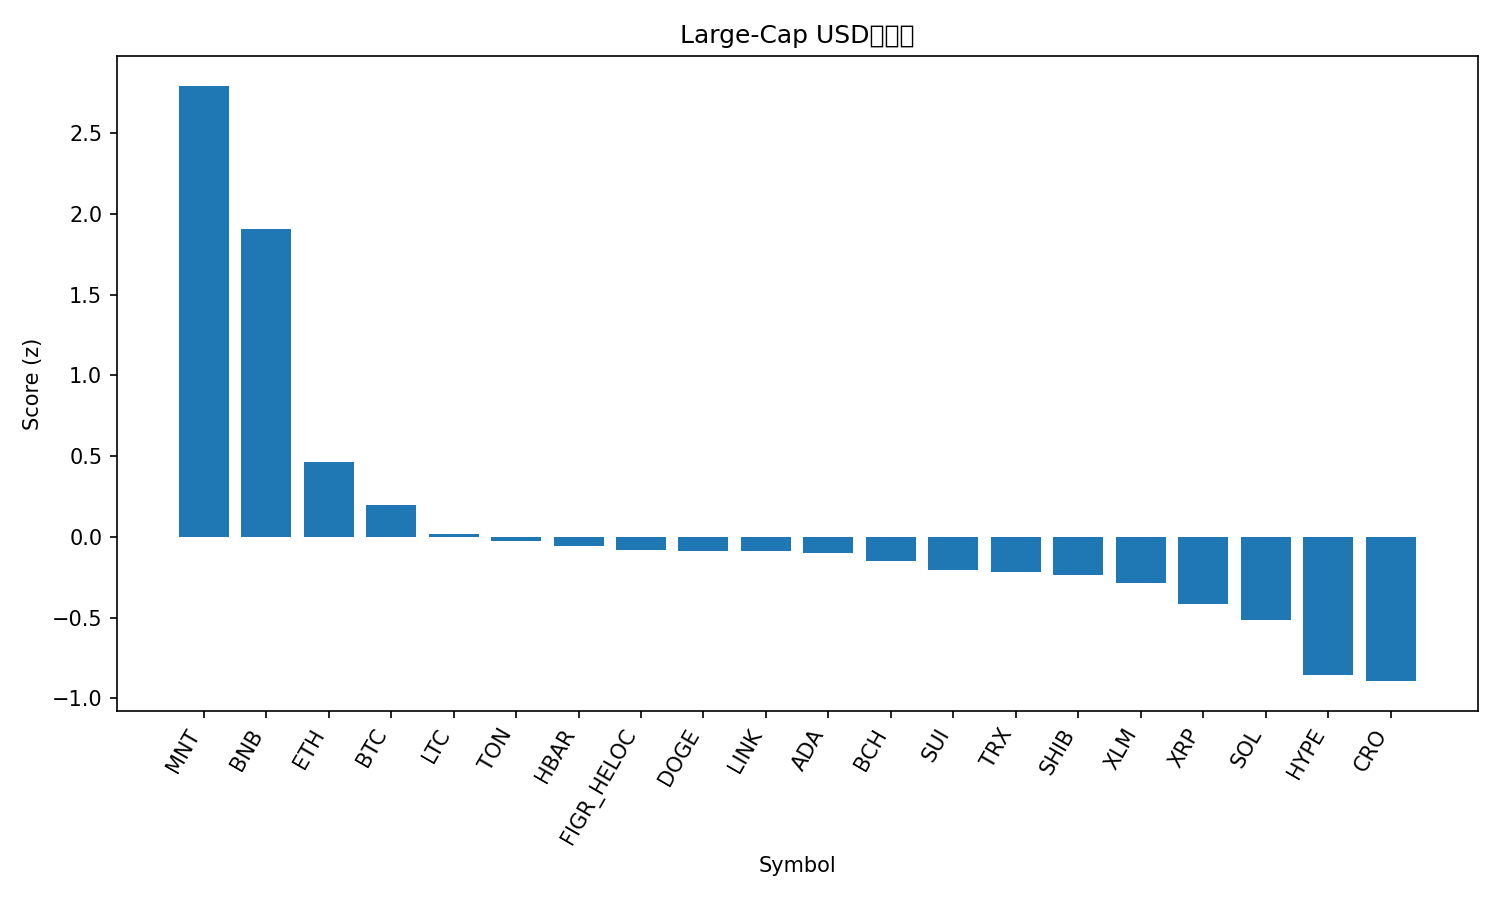 Large-Cap USD
2.5
2.0
1.5
1.0
0.5
0.0
−0.5
−1.0
Score (z)
MNT
BNB
ETH
BTC
LTC
TON
HBAR
FIGR_HELOC
DOGE
LINK
ADA
BCH
SUI
TRX
SHIB
XLM
XRP
SOL
HYPE
CRO
Symbol